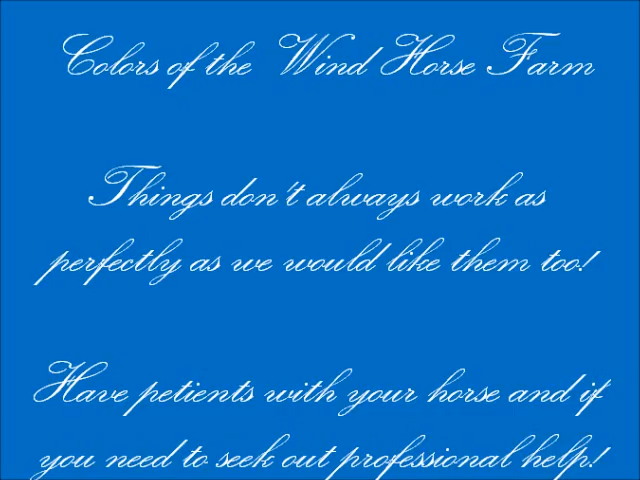 Colors of the Wind Horse Farm
Things don't always work as
perfectly as we would like them too!
Have petients with your horse and if
you need to seek out professional help!